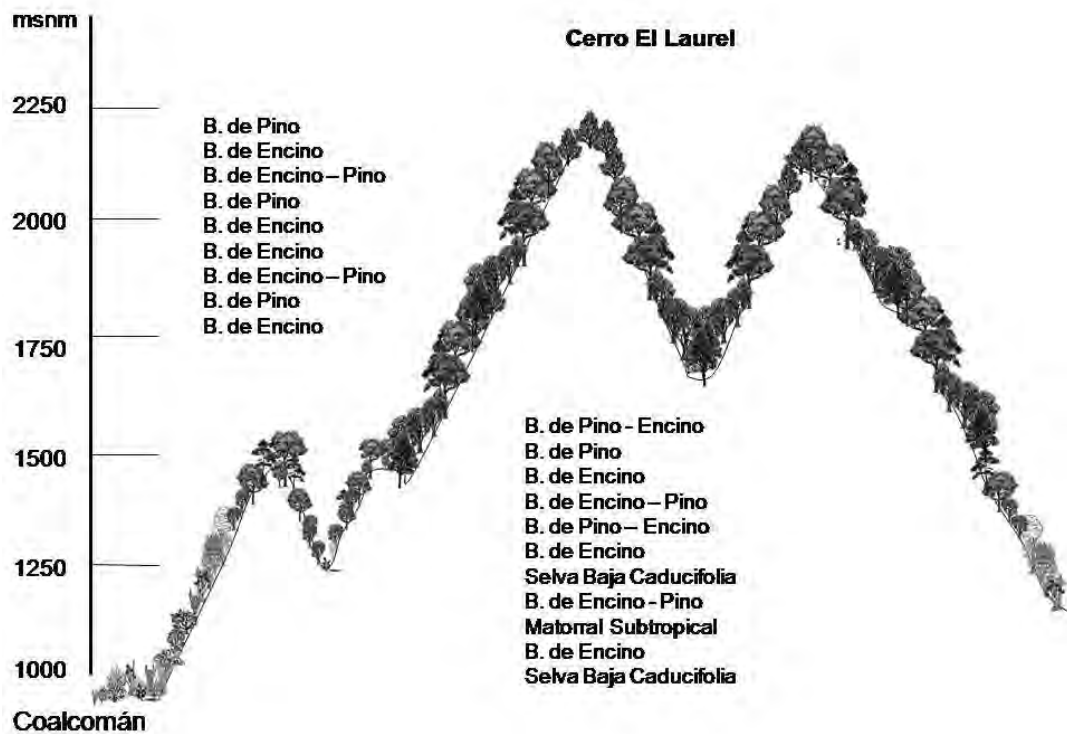 msnm
Cerro El Laurel
2250
B. de Pino
B. de Encino
B. de Encino – Pino
B. de Pino
B. de Encino
B. de Encino
B. de Encino – Pino
B. de Pino
B. de Encino
2000
1750
1500
1250
1000
B. de Pino - Encino
B. de Pino
B. de Encino
B. de Encino – Pino
B. de Pino – Encino
B. de Encino
Selva Baja Caducifolia
B. de Encino - Pino
Matorral Subtropical
B. de Encino
Selva Baja Caducifolia
Coalcomán